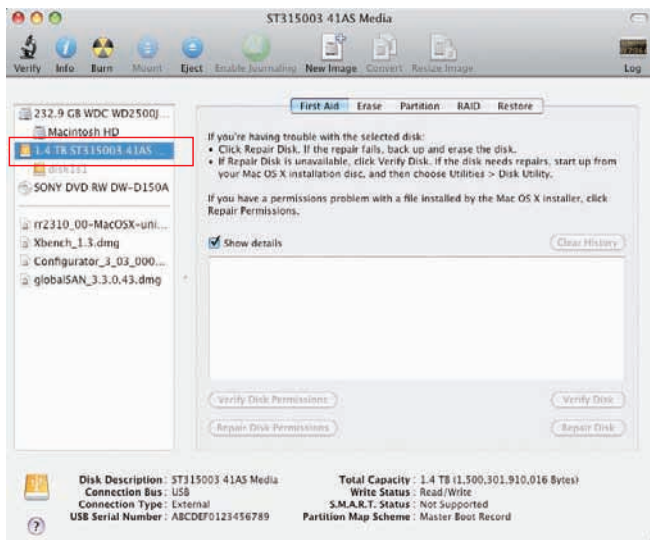 ST315003 41AS Media
Verify Info Burn Mount Eject Enable Journaling New Image Convert Resize Image Log
232.9 GB WDC WD2500J...
Macintosh HD
1.4 TB ST315003 41AS ...
disk1s1
SONY DVD RW DW-D150A
rr2310_00-MacOSX-uni...
Xbench_1.3.dmg
Configurator_3_03_000...
globalSAN_3.3.0.43.dmg
First Aid Erase Partition RAID Restore
If you're having trouble with the selected disk:
• Click Repair Disk. If the repair fails, back up and erase the disk.
• If Repair Disk is unavailable, click Verify Disk. If the disk needs repairs, start up from
your Mac OS X installation disc, and then choose Utilities > Disk Utility.
If you have a permissions problem with a file installed by the Mac OS X installer, click
Repair Permissions.
Show details
Clear History
Verify Disk Permissions
Verify Disk
Repair Disk Permissions
Repair Disk
Disk Description : ST315003 41AS Media
Connection Bus : USB
Connection Type : External
USB Serial Number : ABCDEF0123456789
Total Capacity : 1.4 TB (1,500,301,910,016 Bytes)
Write Status : Read/Write
S.M.A.R.T. Status : Not Supported
Partition Map Scheme : Master Boot Record
?